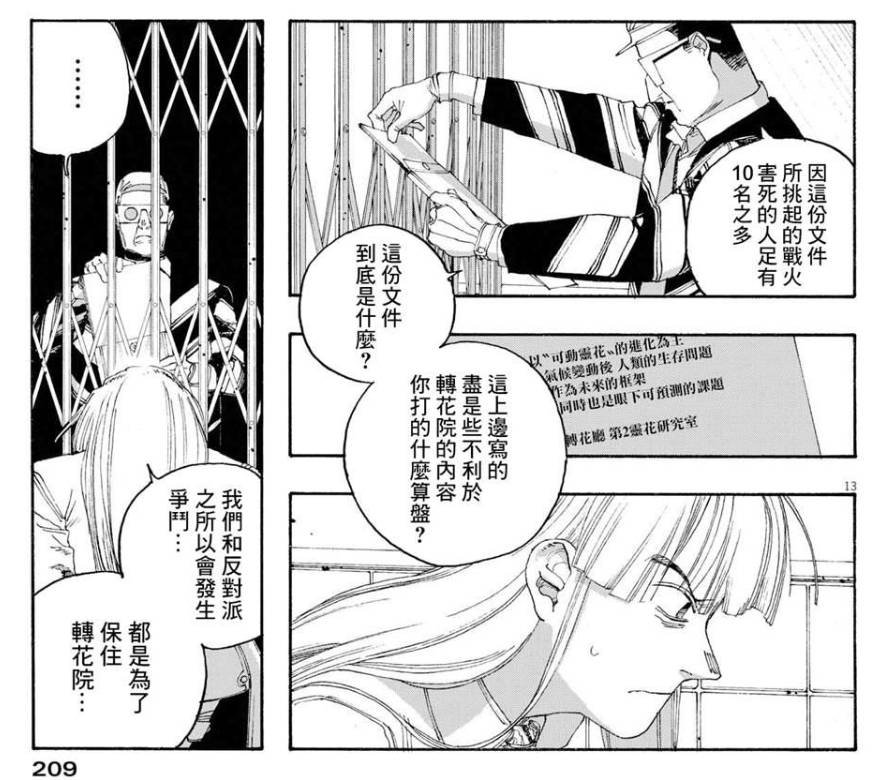 因這份文件
所挑起的戰火
害死的人足有
10名之多
這份文件
到底是什麼？
以〝可動靈花〟的進化為主
氣候變動後 人類的生存問題
作為未來的框架
同時也是眼下可預測的課題
轉花廳 第2靈花研究室
這上邊寫的
盡是些不利於
轉花院的內容
你打的什麼算盤？
13
……
我們和反對派
之所以會發生
爭鬥…
都是為了
保住
轉花院…
209